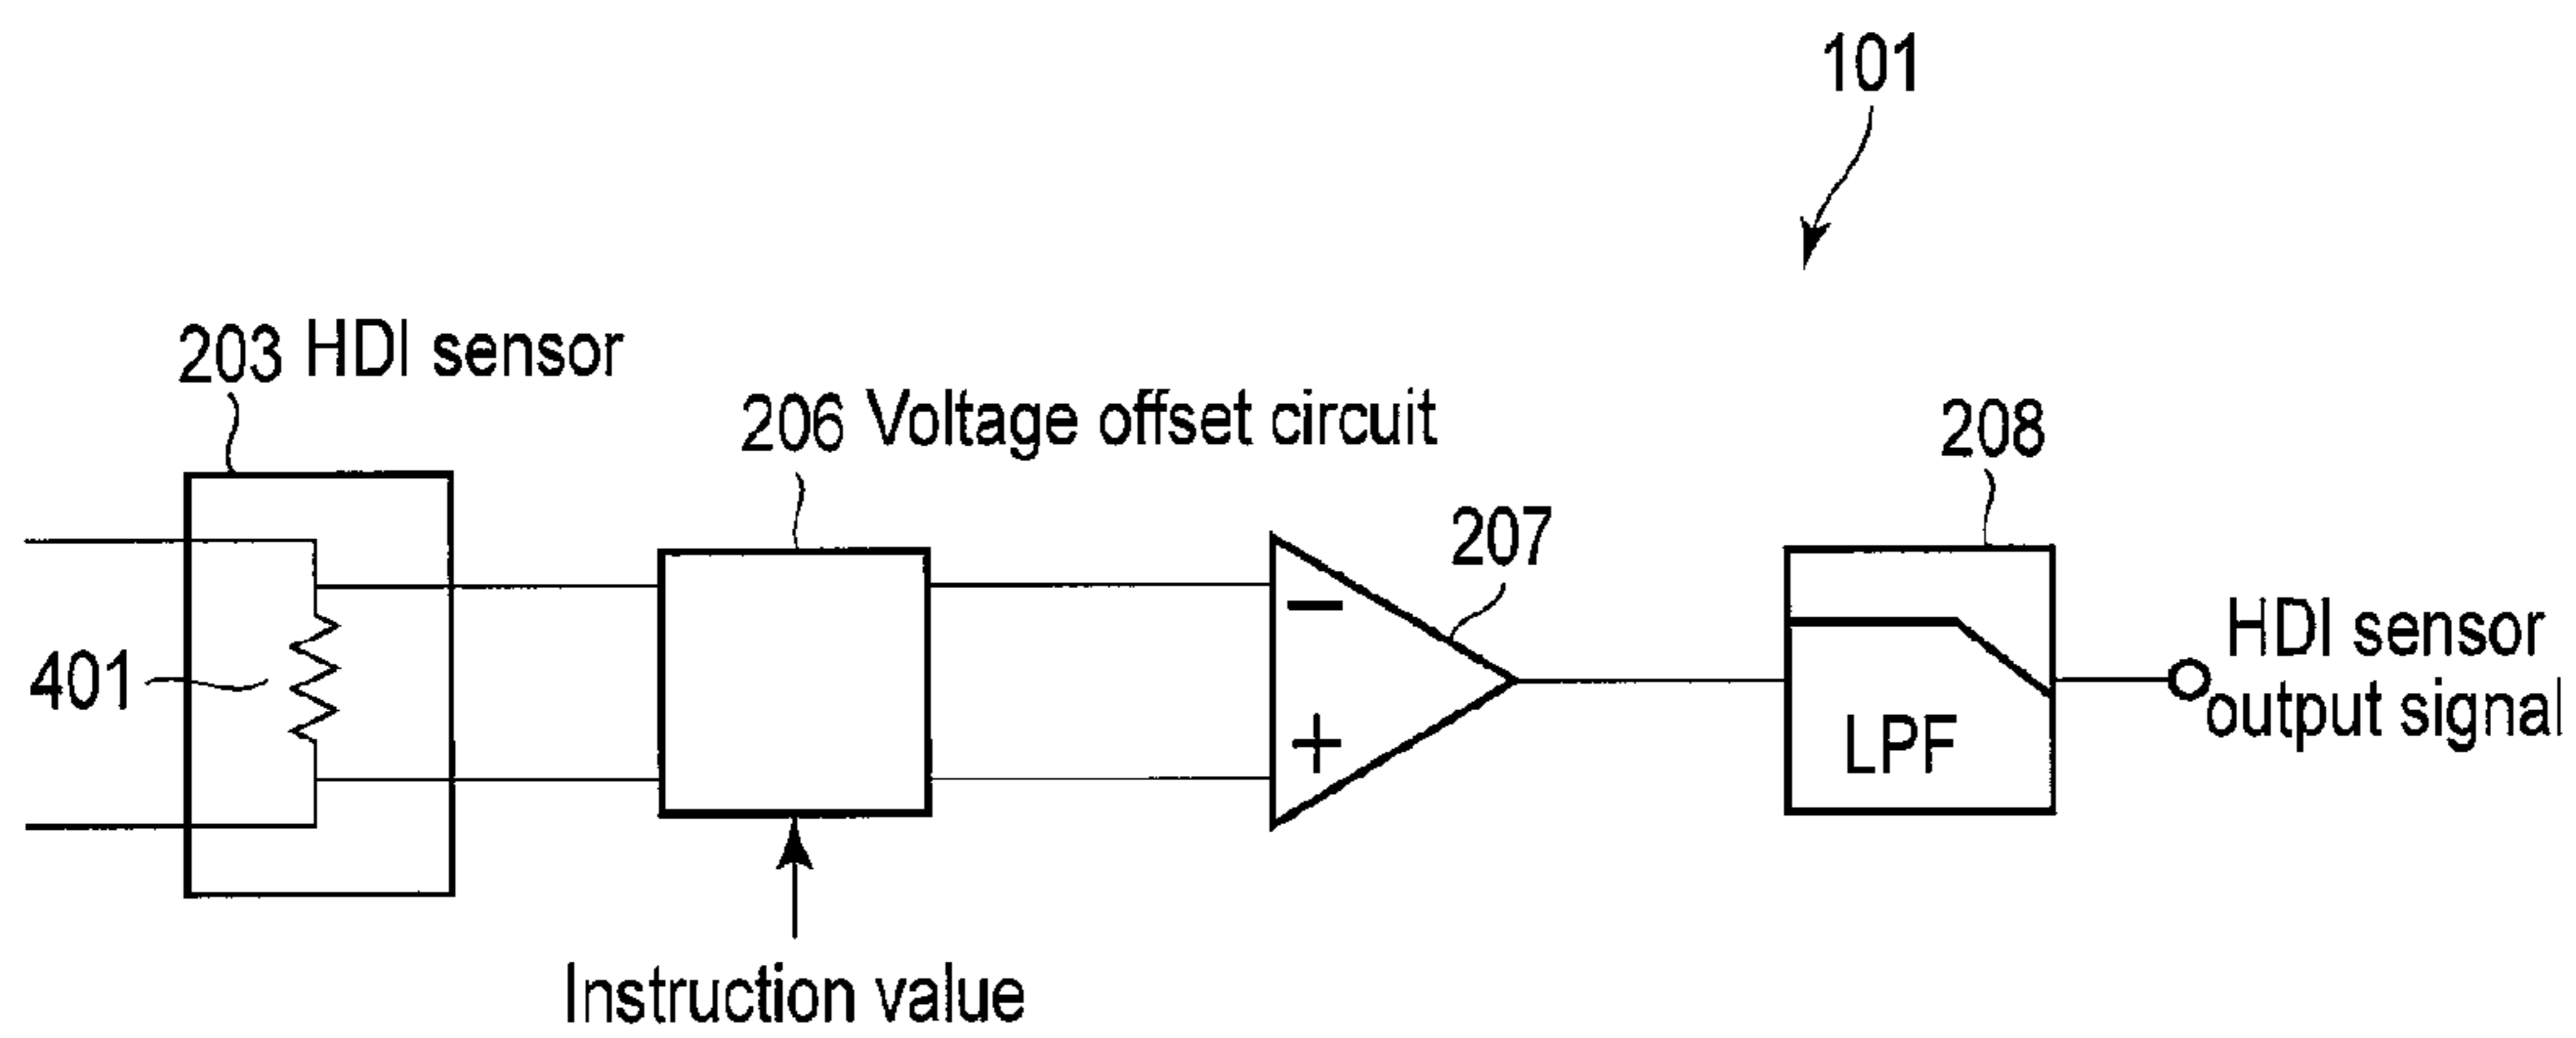 101
203 HDI sensor
206 Voltage offset circuit
208
207
401
−
+
LPF
HDI sensor
output signal
Instruction value